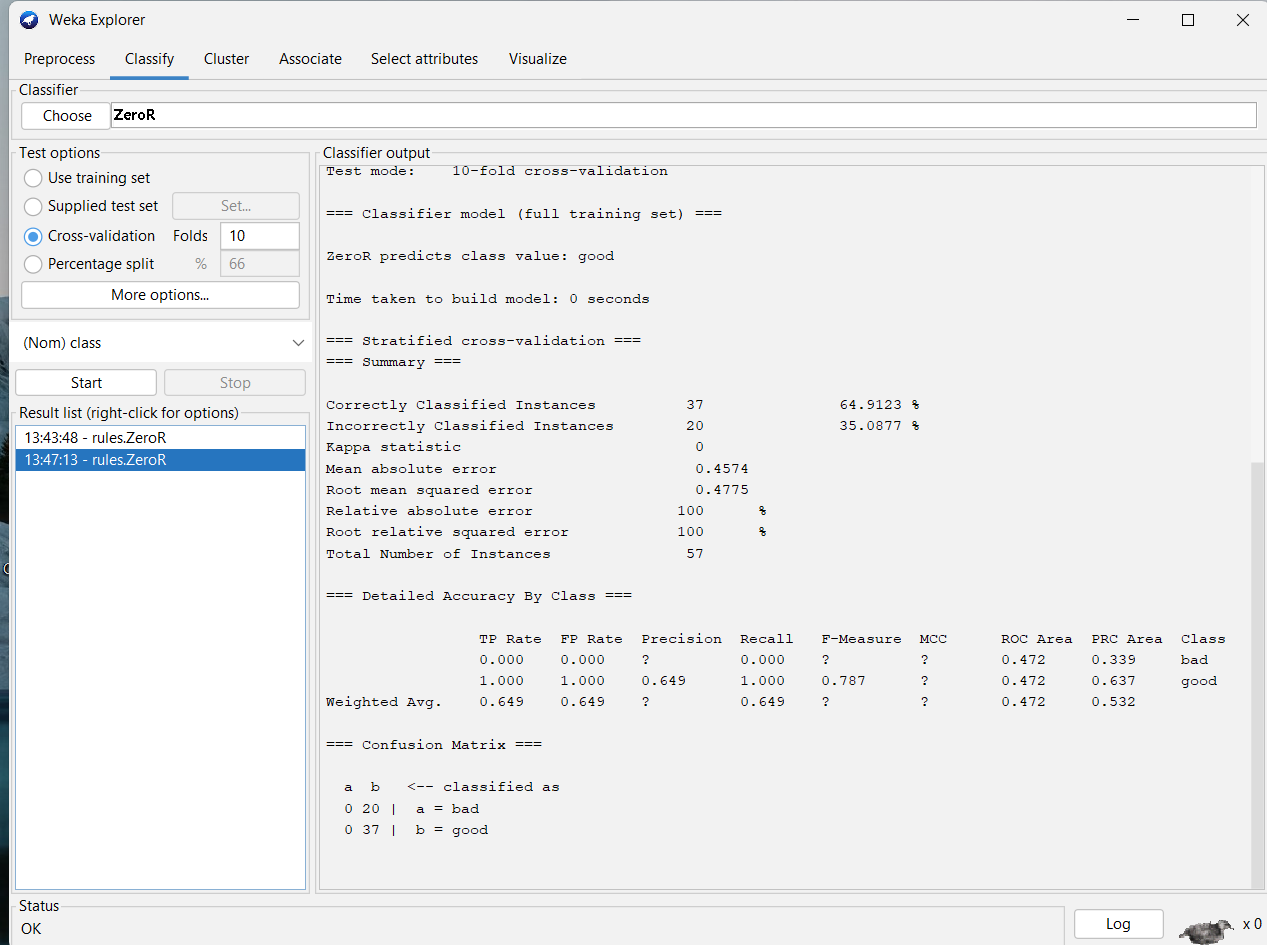 Weka Explorer
Preprocess Classify Cluster Associate Select attributes Visualize
Classifier
Choose ZeroR
Test options
Use training set
Supplied test set Set...
Cross-validation Folds 10
Percentage split % 66
More options...
(Nom) class
Start Stop
Result list (right-click for options)
13:43:48 - rules.ZeroR
13:47:13 - rules.ZeroR
Classifier output
Test mode: 10-fold cross-validation
=== Classifier model (full training set) ===
ZeroR predicts class value: good
Time taken to build model: 0 seconds
=== Stratified cross-validation ===
=== Summary ===
Correctly Classified Instances 37 64.9123 %
Incorrectly Classified Instances 20 35.0877 %
Kappa statistic 0
Mean absolute error 0.4574
Root mean squared error 0.4775
Relative absolute error 100 %
Root relative squared error 100 %
Total Number of Instances 57
=== Detailed Accuracy By Class ===
TP Rate FP Rate Precision Recall F-Measure MCC ROC Area PRC Area Class
0.000 0.000 ? 0.000 ? ? 0.472 0.339 bad
1.000 1.000 0.649 1.000 0.787 ? 0.472 0.637 good
Weighted Avg. 0.649 0.649 ? 0.649 ? ? 0.472 0.532
=== Confusion Matrix ===
a b <-- classified as
0 20 | a = bad
0 37 | b = good
Status
OK
Log x 0